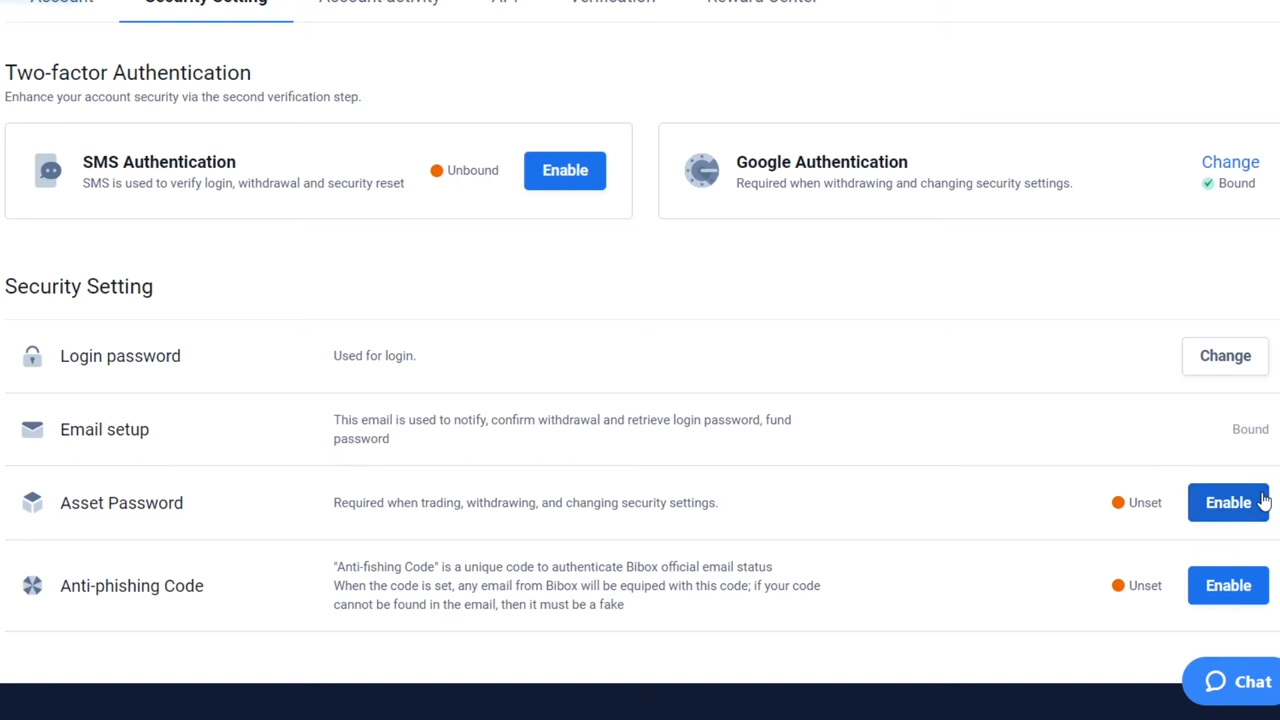 Account Security Setting Account activity API Verification Reward Center
Two-factor Authentication
Enhance your account security via the second verification step.
SMS Authentication
SMS is used to verify login, withdrawal and security reset
Unbound
Enable
Google Authentication
Required when withdrawing and changing security settings.
Change
Bound
Security Setting
Login password
Used for login.
Change
Email setup
This email is used to notify, confirm withdrawal and retrieve login password, fund
password
Bound
Asset Password
Required when trading, withdrawing, and changing security settings.
Unset
Enable
Anti-phishing Code
"Anti-fishing Code" is a unique code to authenticate Bibox official email status
When the code is set, any email from Bibox will be equiped with this code; if your code
cannot be found in the email, then it must be a fake
Unset
Enable
Chat